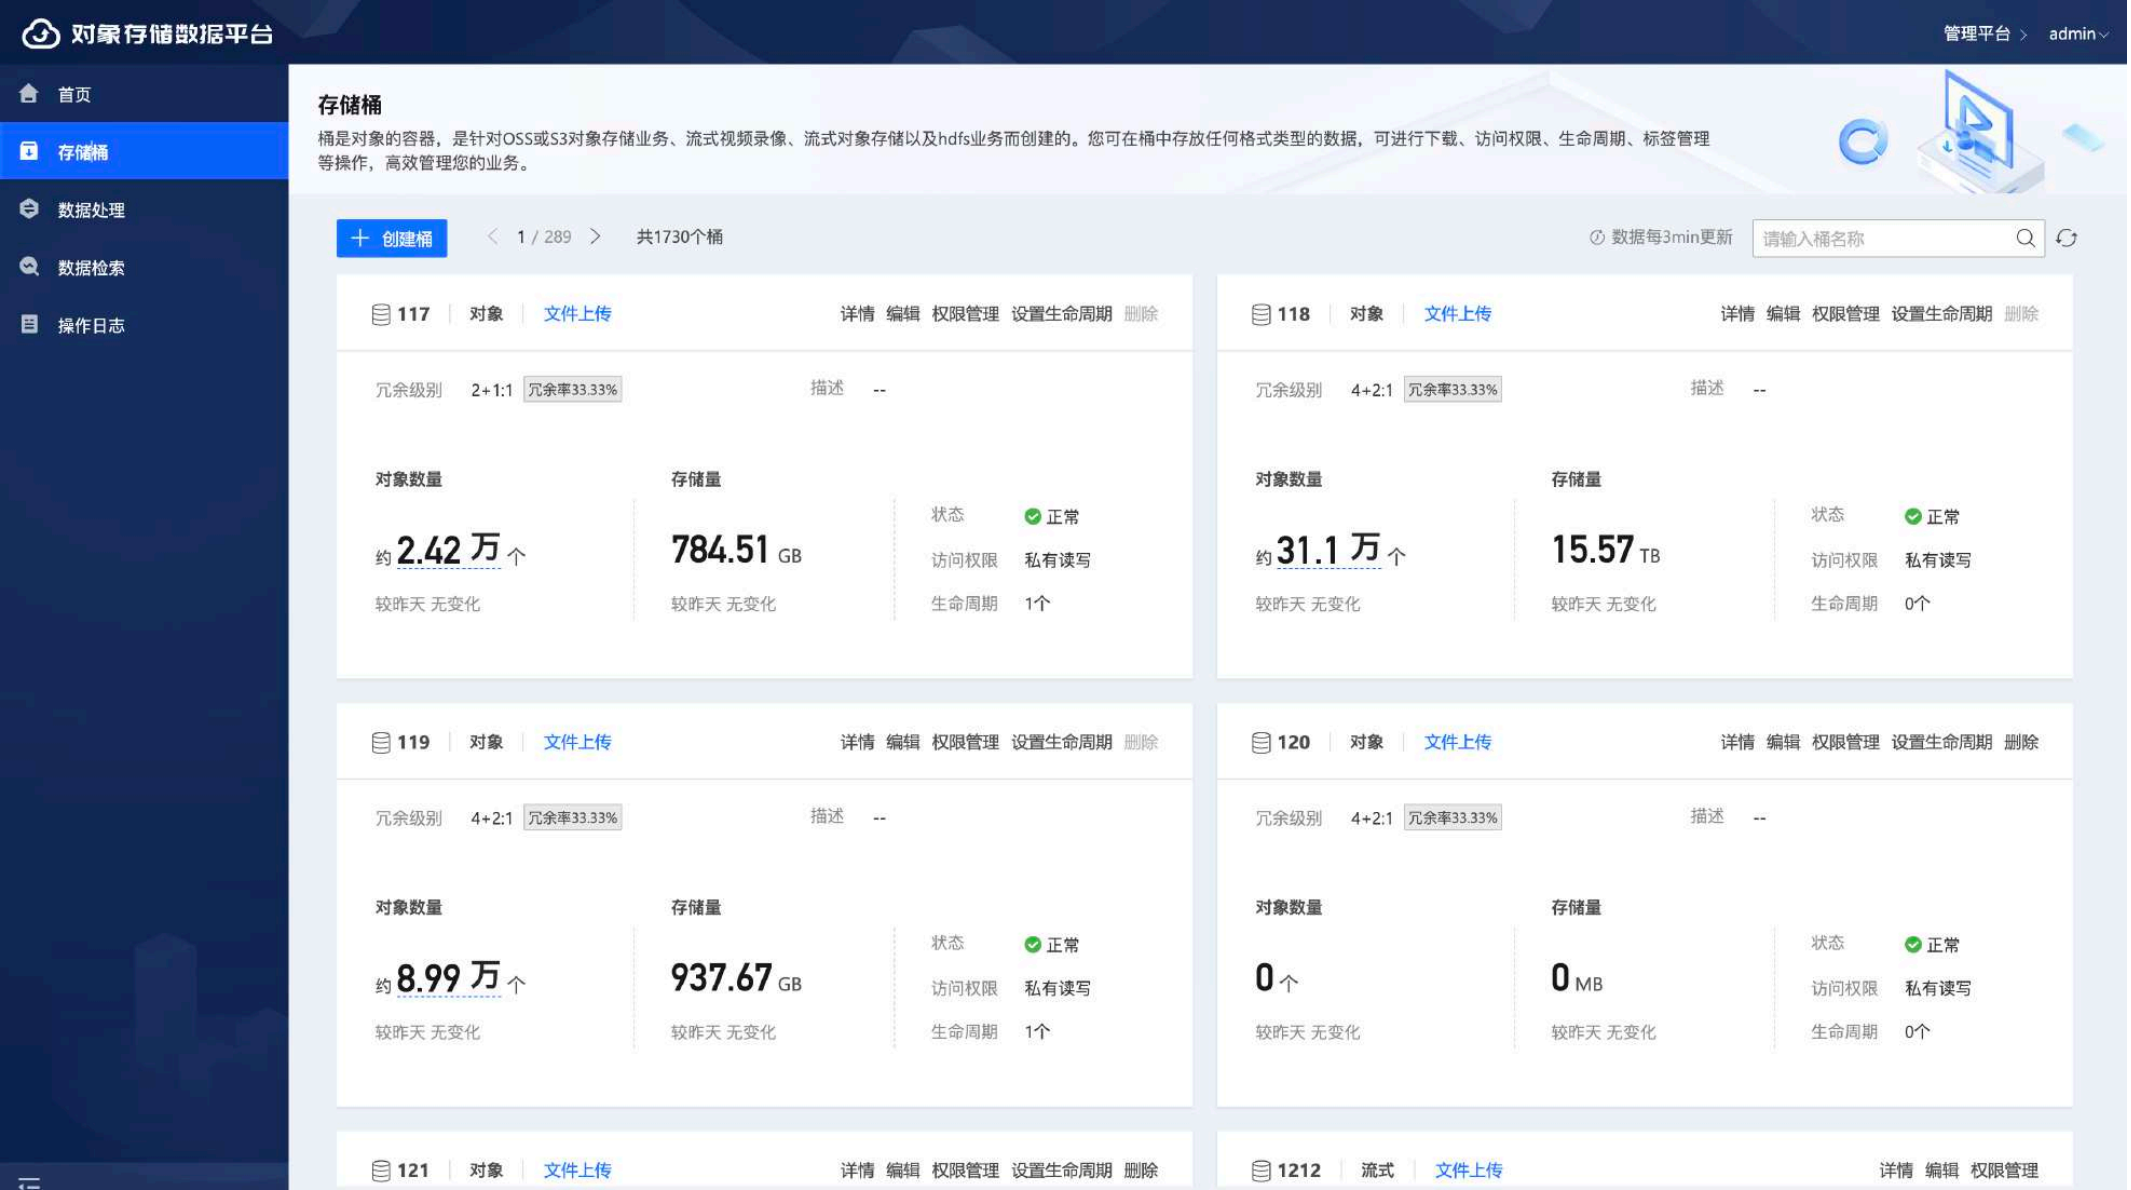 对象存储数据平台
管理平台 admin
首页
存储桶
数据处理
数据检索
操作日志
存储桶
桶是对象的容器，是针对OSS或S3对象存储业务、流式视频录像、流式对象存储以及hdfs业务而创建的。您可在桶中存放任何格式类型的数据，可进行下载、访问权限、生命周期、标签管理
等操作，高效管理您的业务。
创建桶 1 / 289 共1730个桶 数据每3min更新 请输入桶名称
117 对象 文件上传 详情 编辑 权限管理 设置生命周期 删除
冗余级别 2+1:1 冗余率33.33% 描述 --
对象数量 存储量
约 2.42 万 个 784.51 GB
较昨天 无变化 较昨天 无变化
状态 正常
访问权限 私有读写
生命周期 1个
118 对象 文件上传 详情 编辑 权限管理 设置生命周期 删除
冗余级别 4+2:1 冗余率33.33% 描述 --
对象数量 存储量
约 31.1 万 个 15.57 TB
较昨天 无变化 较昨天 无变化
状态 正常
访问权限 私有读写
生命周期 0个
119 对象 文件上传 详情 编辑 权限管理 设置生命周期 删除
冗余级别 4+2:1 冗余率33.33% 描述 --
对象数量 存储量
约 8.99 万 个 937.67 GB
较昨天 无变化 较昨天 无变化
状态 正常
访问权限 私有读写
生命周期 1个
120 对象 文件上传 详情 编辑 权限管理 设置生命周期 删除
冗余级别 4+2:1 冗余率33.33% 描述 --
对象数量 存储量
0 个 0 MB
较昨天 无变化 较昨天 无变化
状态 正常
访问权限 私有读写
生命周期 0个
121 对象 文件上传 详情 编辑 权限管理 设置生命周期 删除
1212 流式 文件上传 详情 编辑 权限管理